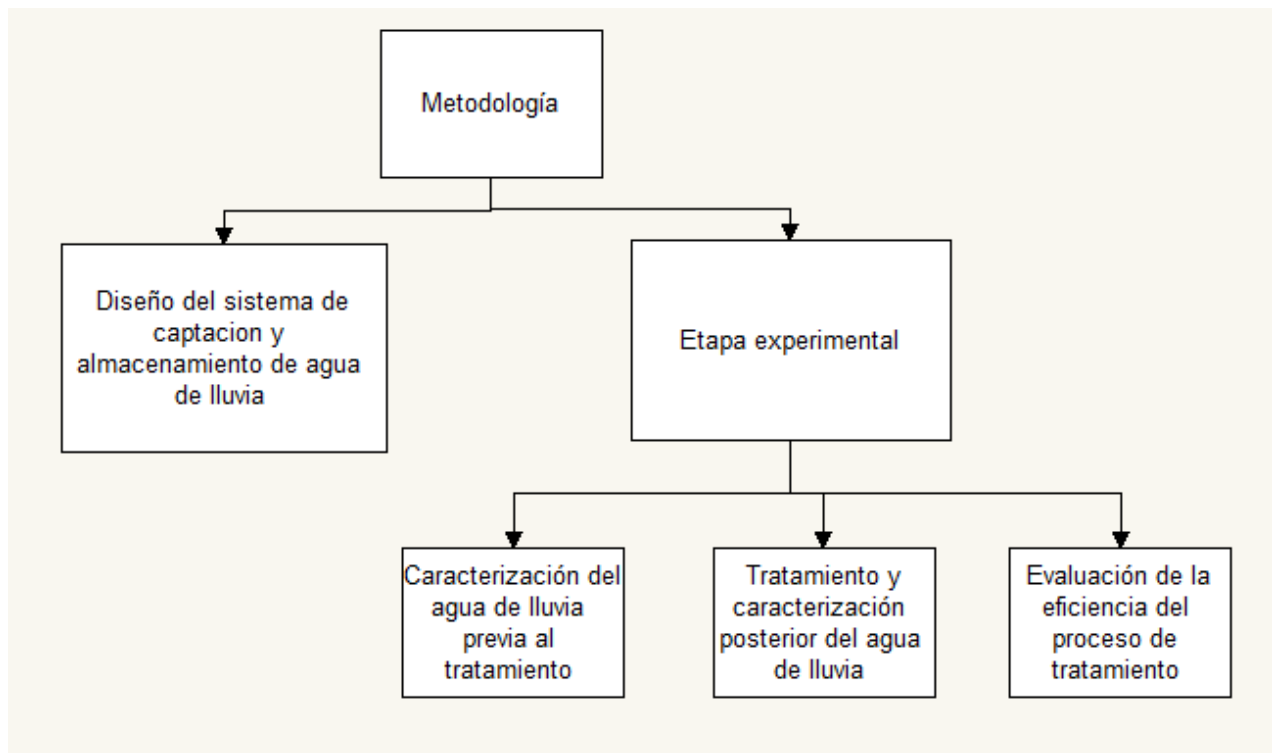 Metodología
Diseño del sistema de
captacion y
almacenamiento de agua
de lluvia
Etapa experimental
Caracterización del
agua de lluvia
previa al
tratamiento
Tratamiento y
caracterización
posterior del agua
de lluvia
Evaluación de la
eficiencia del
proceso de
tratamiento